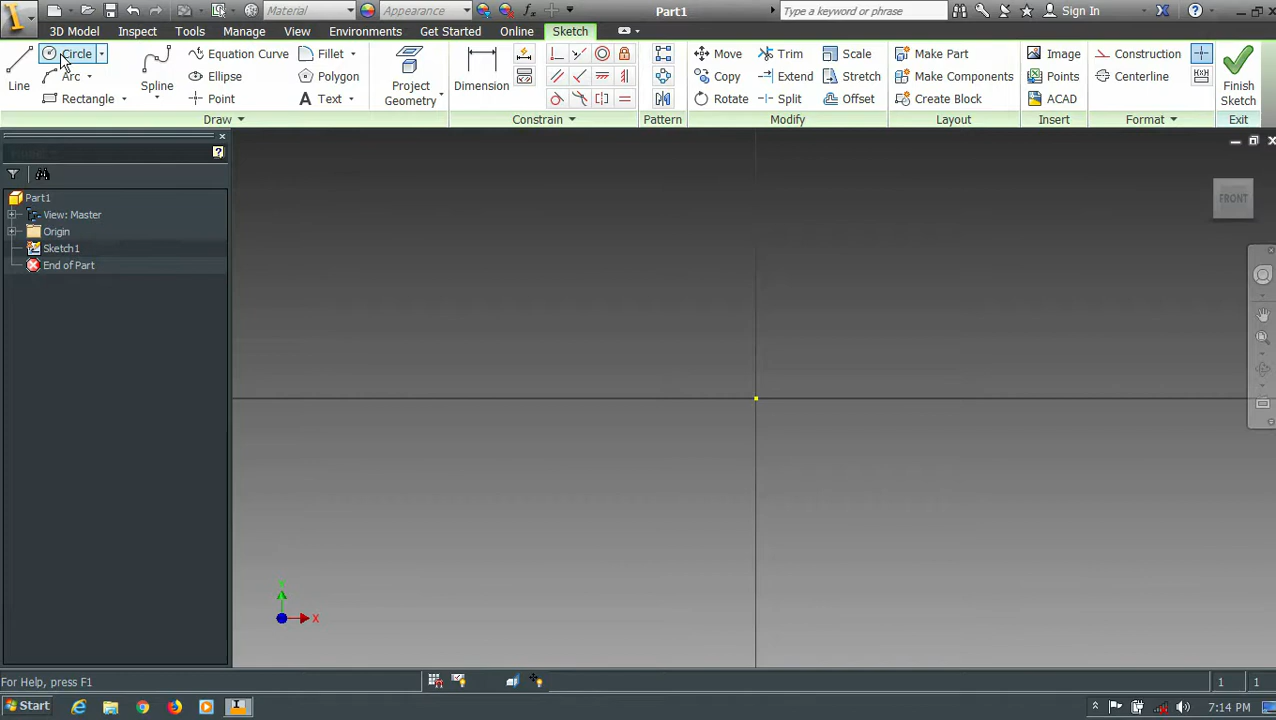 Material
Appearance
fx
Part1
Type a keyword or phrase
Sign In
3D Model
Inspect
Tools
Manage
View
Environments
Get Started
Online
Sketch
Line
Circle
Arc
Rectangle
Spline
Equation Curve
Ellipse
Point
Fillet
Polygon
A Text
Project
Geometry
Dimension
Move
Copy
Rotate
Trim
Extend
Split
Scale
Stretch
Offset
Make Part
Make Components
Create Block
Image
Points
ACAD
Construction
Centerline
Finish
Sketch
Draw
Constrain
Pattern
Modify
Layout
Insert
Format
Exit
Part1
View: Master
Origin
Sketch1
End of Part
FRONT
X
For Help, press F1
1
1
Start
7:14 PM